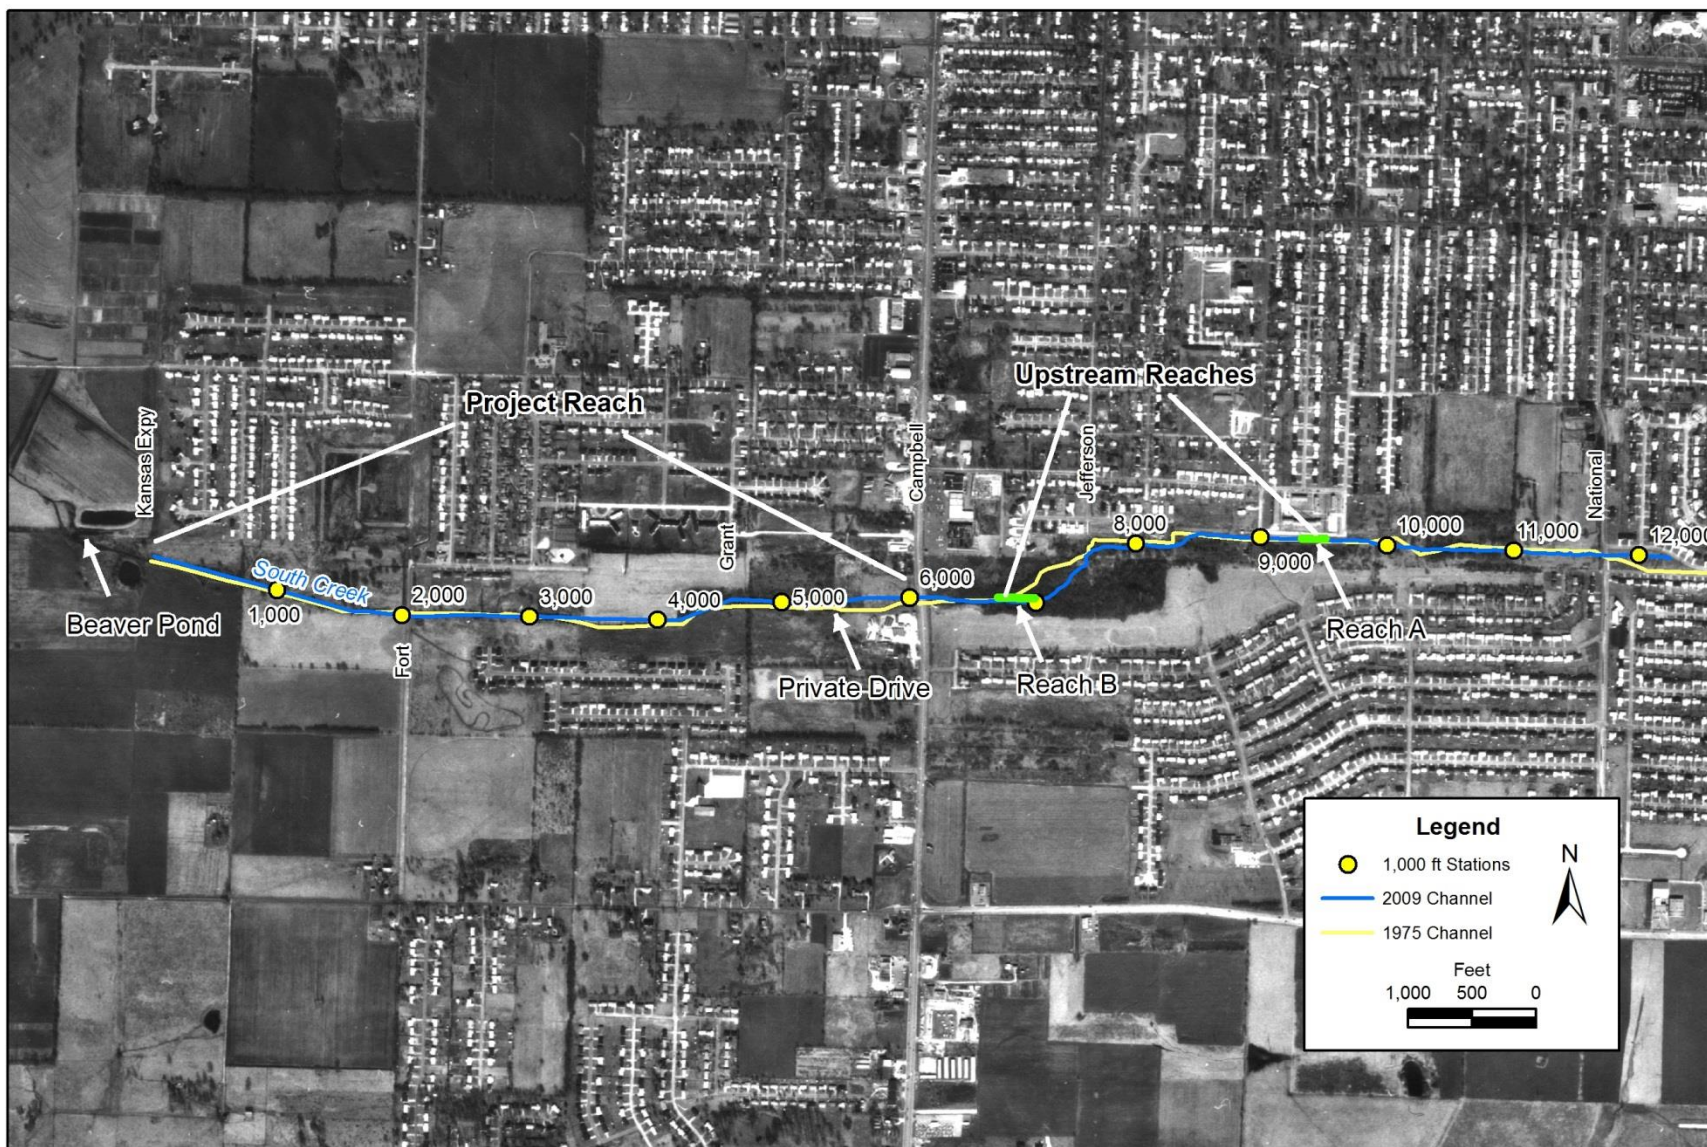 Upstream Reaches
Project Reach
Kansas Expy
Campbell
Jefferson
National
Grant
Fort
South Creek
1,000
2,000
3,000
4,000
5,000
6,000
8,000
9,000
10,000
11,000
12,000
Beaver Pond
Private Drive
Reach B
Reach A
Legend
1,000 ft Stations
2009 Channel
1975 Channel
N
Feet
1,000 500 0